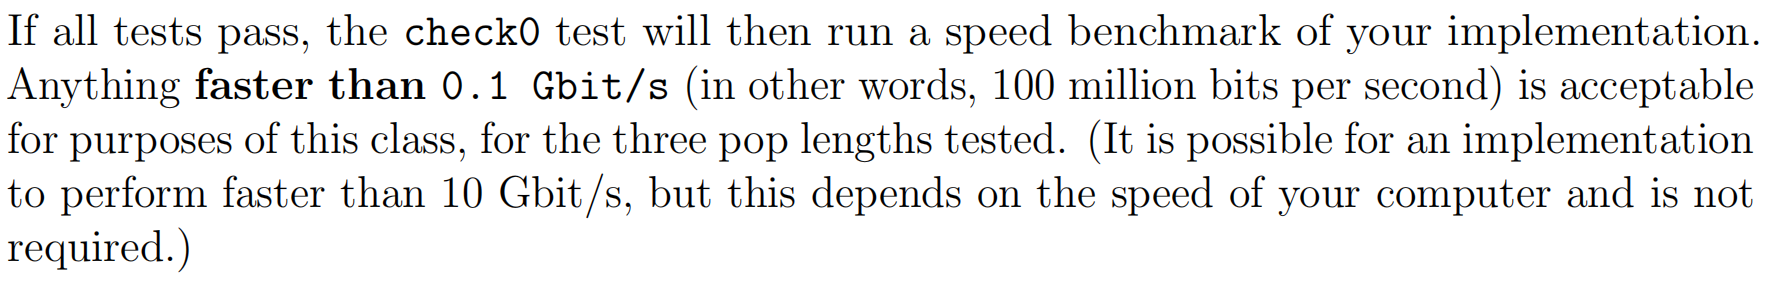 If all tests pass, the check0 test will then run a speed benchmark of your implementation.
Anything faster than 0.1 Gbit/s (in other words, 100 million bits per second) is acceptable
for purposes of this class, for the three pop lengths tested. (It is possible for an implementation
to perform faster than 10 Gbit/s, but this depends on the speed of your computer and is not
required.)